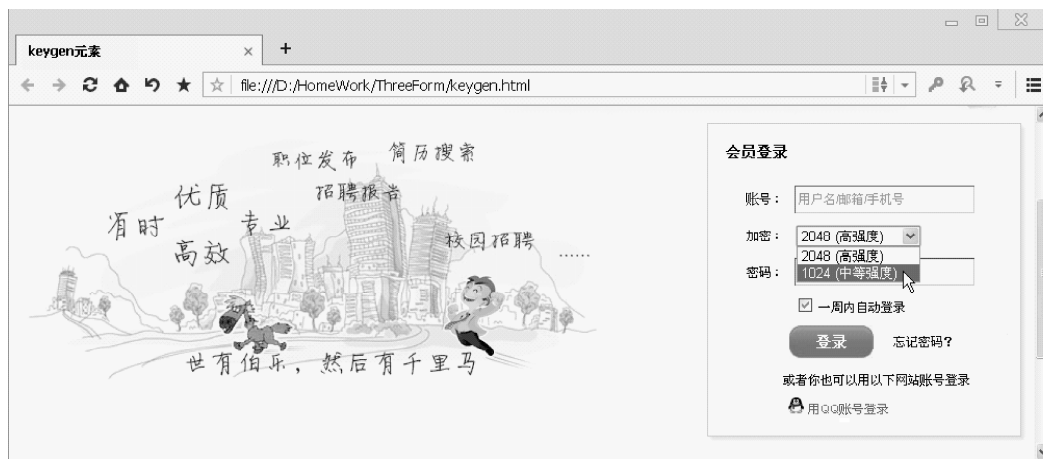 keygen元素
file:///D:/HomeWork/ThreeForm/keygen.html
职位发布
简历搜索
优质
招聘报告
省时
专业
高效
校园招聘
......
世有伯乐，然后有千里马
会员登录
账号：
用户名/邮箱/手机号
加密：
2048 (高强度)
2048 (高强度)
1024 (中等强度)
密码：
一周内自动登录
登录
忘记密码?
或者你也可以用以下网站账号登录
用QQ账号登录